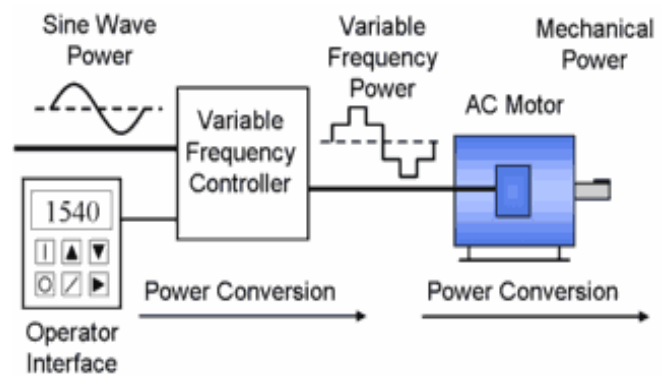 Sine Wave
Power
Variable
Frequency
Power
Mechanical
Power
AC Motor
Variable
Frequency
Controller
1540
Power Conversion
Power Conversion
Operator
Interface